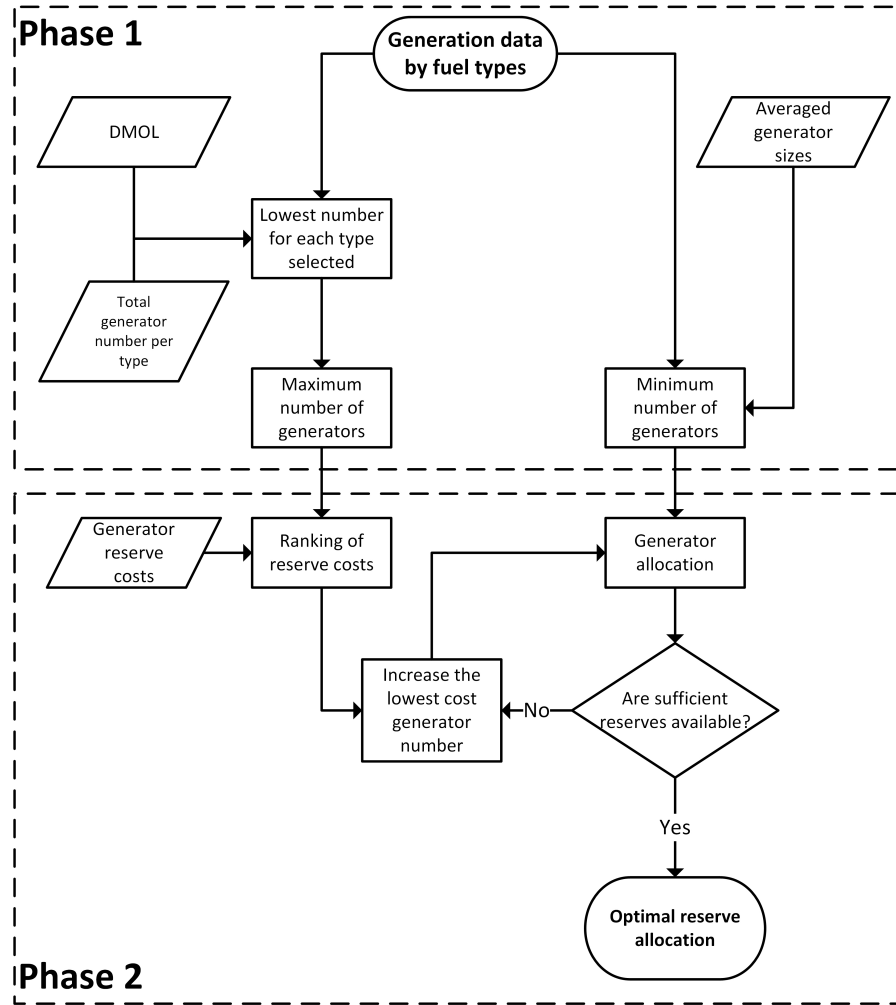 Phase 1
Generation data
by fuel types
DMOL
Averaged
generator
sizes
Lowest number
for each type
selected
Total
generator
number per
type
Maximum
number of
generators
Minimum
number of
generators
Generator
reserve
costs
Ranking of
reserve costs
Generator
allocation
Increase the
lowest cost
generator
number
No
Are sufficient
reserves available?
Yes
Optimal reserve
allocation
Phase 2